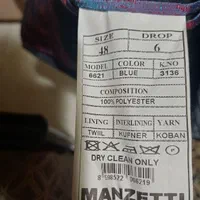 SIZE DROP
48 6
MODEL COLOR K.NO
6621 BLUE 3136
COMPOSITION
100% POLYESTER
LINING INTERLINING YARN
TWIIL KUFNER KOBAN
DRY CLEAN ONLY
MANZETTI